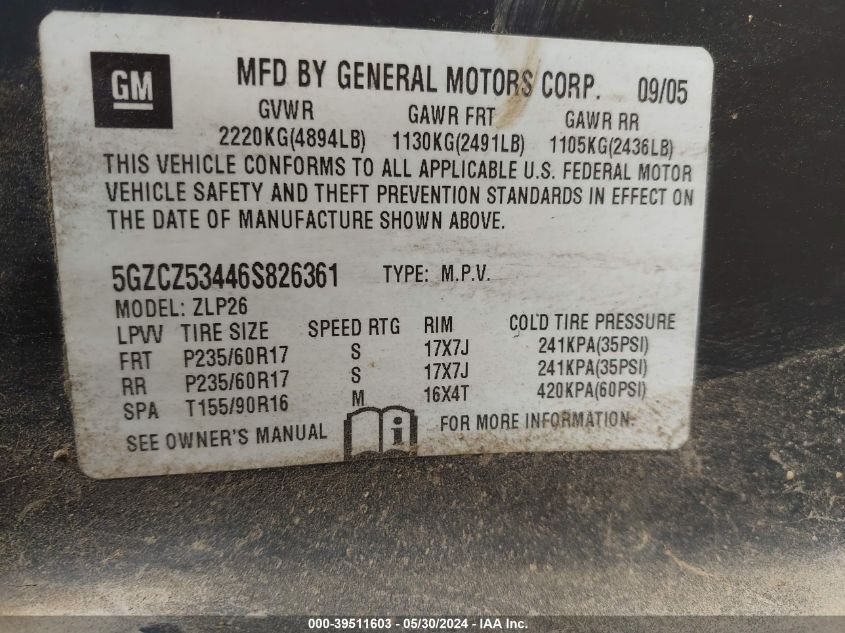 GM
MFD BY GENERAL MOTORS CORP. 09/05
GVWR GAWR FRT GAWR RR
2220KG(4894LB) 1130KG(2491LB) 1105KG(2436LB)
THIS VEHICLE CONFORMS TO ALL APPLICABLE U.S. FEDERAL MOTOR
VEHICLE SAFETY AND THEFT PREVENTION STANDARDS IN EFFECT ON
THE DATE OF MANUFACTURE SHOWN ABOVE.
5GZCZ53446S826361 TYPE: M.P.V.
MODEL: ZLP26
LPVV TIRE SIZE SPEED RTG RIM COLD TIRE PRESSURE
FRT P235/60R17 S 17X7J 241KPA(35PSI)
RR P235/60R17 S 17X7J 241KPA(35PSI)
SPA T155/90R16 M 16X4T 420KPA(60PSI)
SEE OWNER'S MANUAL i FOR MORE INFORMATION.
000-39511603 - 05/30/2024 - IAA Inc.